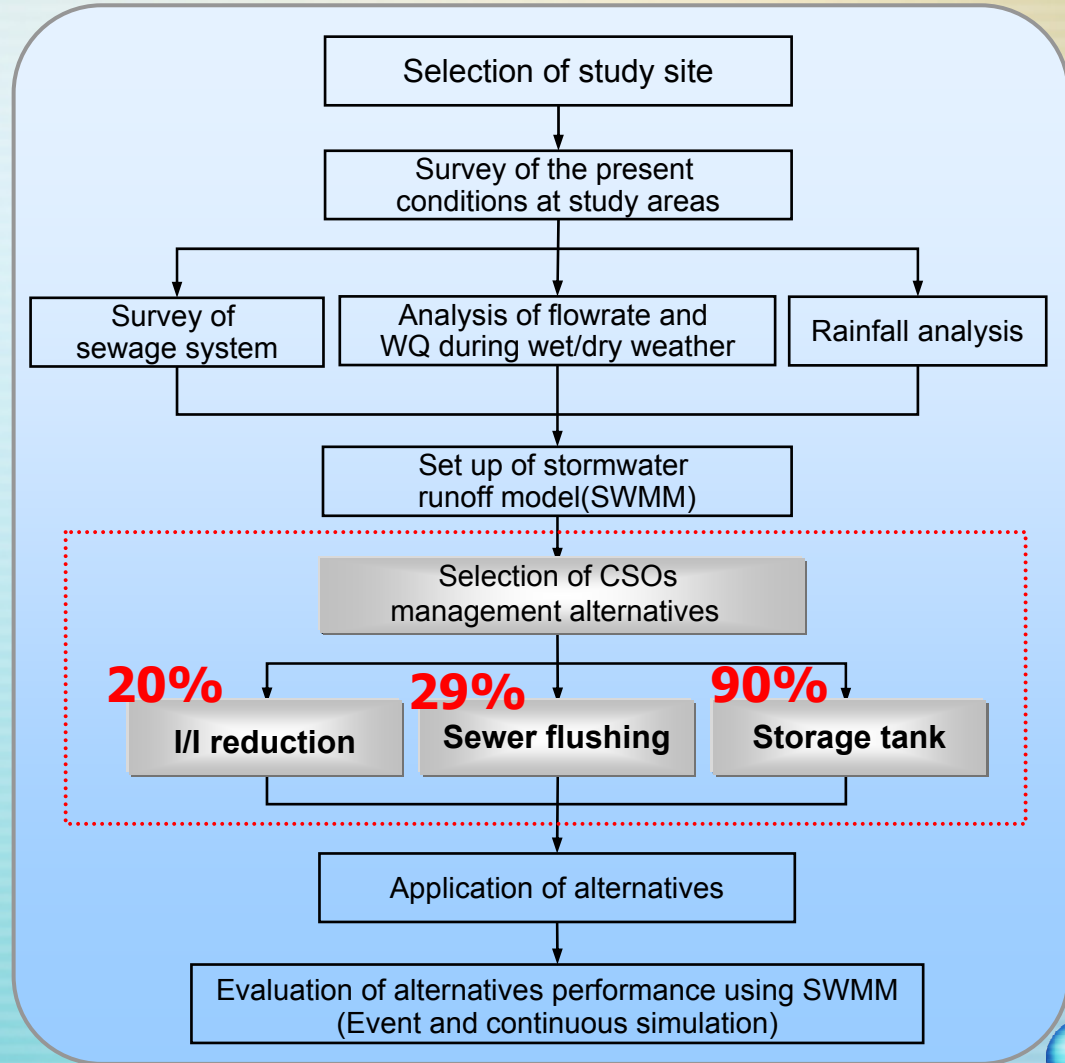 Selection of study site
Survey of the present
conditions at study areas
Survey of
sewage system
Analysis of flowrate and
WQ during wet/dry weather
Rainfall analysis
Set up of stormwater
runoff model(SWMM)
Selection of CSOs
management alternatives
20%
I/I reduction
29%
Sewer flushing
90%
Storage tank
Application of alternatives
Evaluation of alternatives performance using SWMM
(Event and continuous simulation)